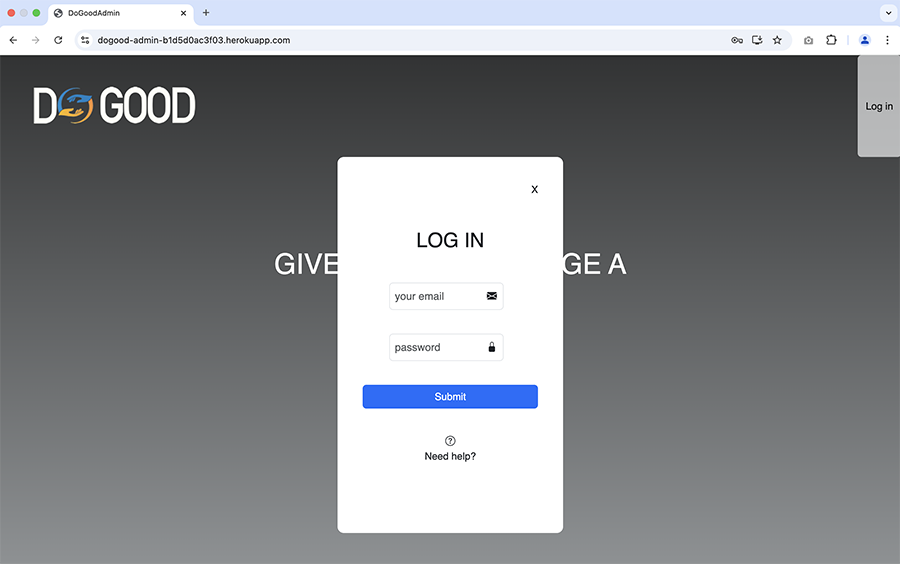 DoGoodAdmin
dogood-admin-b1d5d0ac3f03.herokuapp.com
DO GOOD
Log in
X
LOG IN
GIVE
GE A
your email
password
Submit
Need help?